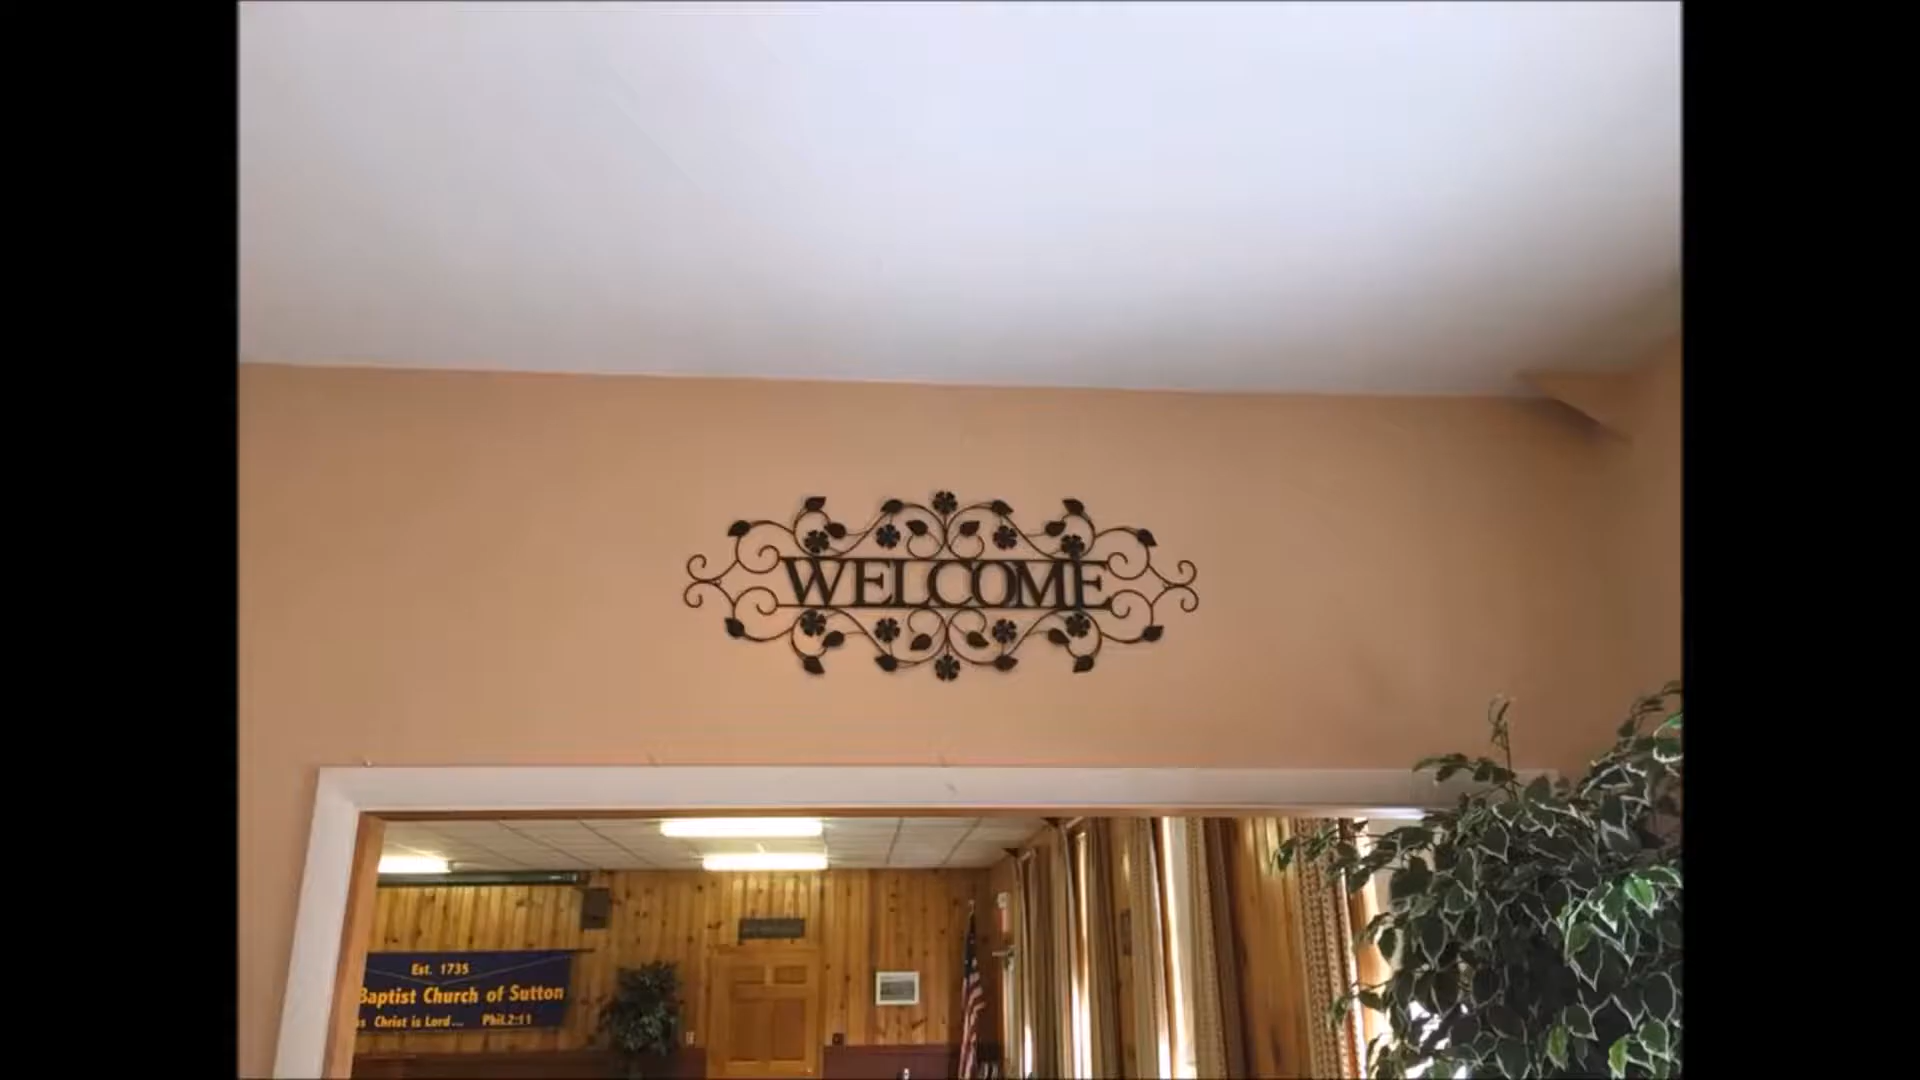 WELCOME
Est. 1735
Baptist Church of Sutton
Christ is Lord... Phil.2:11